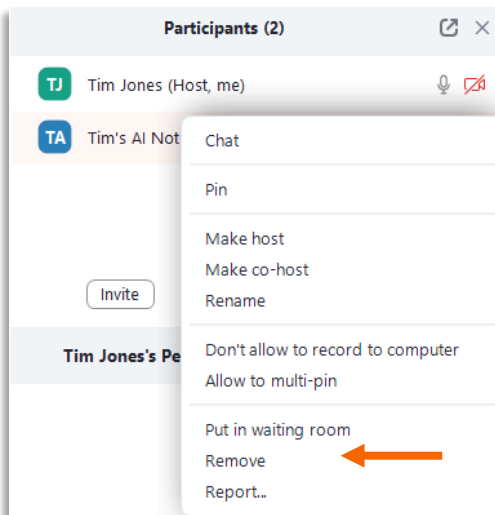 Participants (2)
TJ Tim Jones (Host, me)
TA Tim's AI Not
Chat
Pin
Make host
Make co-host
Rename
Invite
Don't allow to record to computer
Tim Jones's Pe
Allow to multi-pin
Put in waiting room
Remove
Report...